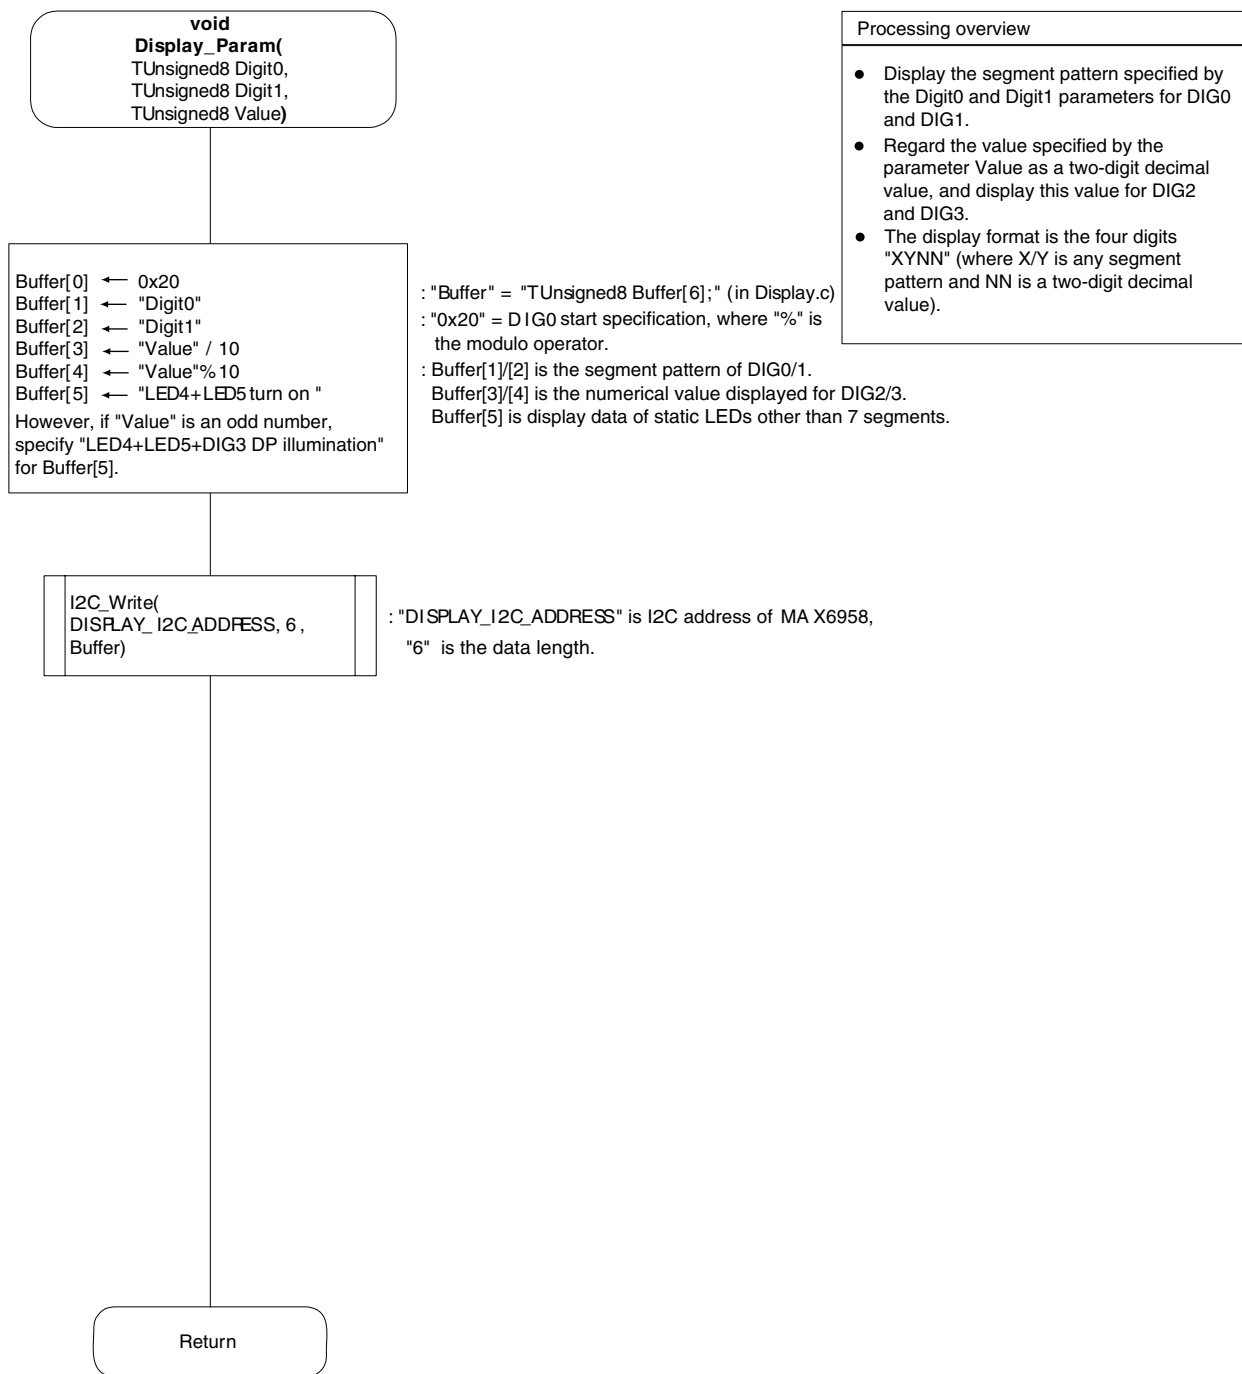 void
Display_Param(
TUnsigned8 Digit0,
TUnsigned8 Digit1,
TUnsigned8 Value)
Processing overview
● Display the segment pattern specified by
the Digit0 and Digit1 parameters for DIG0
and DIG1.
● Regard the value specified by the
parameter Value as a two-digit decimal
value, and display this value for DIG2
and DIG3.
● The display format is the four digits
"XYNN" (where X/Y is any segment
pattern and NN is a two-digit decimal
value).
Buffer[0] ← 0x20
Buffer[1] ← "Digit0"
Buffer[2] ← "Digit1"
Buffer[3] ← "Value" / 10
Buffer[4] ← "Value"%10
Buffer[5] ← "LED4+LED5 turn on "
However, if "Value" is an odd number,
specify "LED4+LED5+DIG3 DP illumination"
for Buffer[5].
: "Buffer" = "TUnsigned8 Buffer[6];" (in Display.c)
: "0x20" = DIG0 start specification, where "%" is
the modulo operator.
: Buffer[1]/[2] is the segment pattern of DIG0/1.
Buffer[3]/[4] is the numerical value displayed for DIG2/3.
Buffer[5] is display data of static LEDs other than 7 segments.
I2C_Write(
DISPLAY_I2C_ADDRESS, 6,
Buffer)
: "DISPLAY_I2C_ADDRESS" is I2C address of MAX6958,
"6" is the data length.
Return